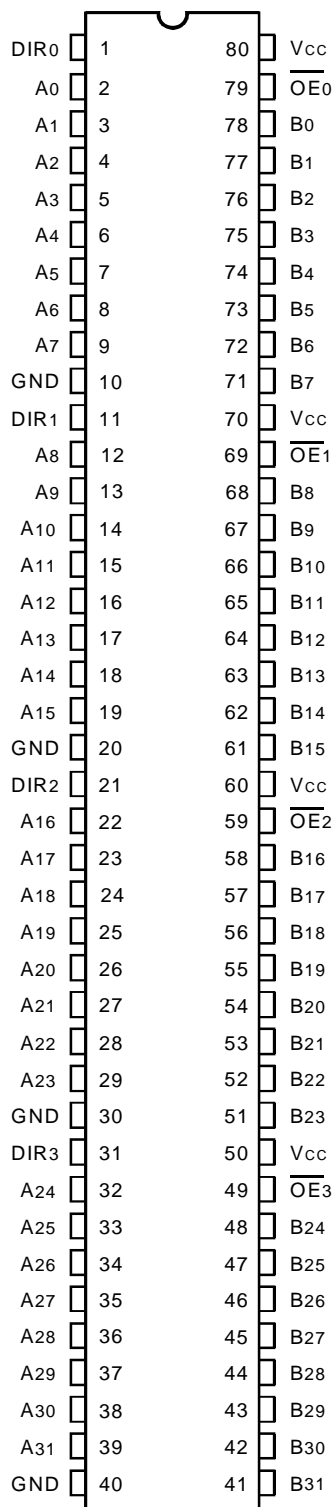 DIR0 1 80 Vcc
A0 2 79 OE0
A1 3 78 B0
A2 4 77 B1
A3 5 76 B2
A4 6 75 B3
A5 7 74 B4
A6 8 73 B5
A7 9 72 B6
GND 10 71 B7
DIR1 11 70 Vcc
A8 12 69 OE1
A9 13 68 B8
A10 14 67 B9
A11 15 66 B10
A12 16 65 B11
A13 17 64 B12
A14 18 63 B13
A15 19 62 B14
GND 20 61 B15
DIR2 21 60 Vcc
A16 22 59 OE2
A17 23 58 B16
A18 24 57 B17
A19 25 56 B18
A20 26 55 B19
A21 27 54 B20
A22 28 53 B21
A23 29 52 B22
GND 30 51 B23
DIR3 31 50 Vcc
A24 32 49 OE3
A25 33 48 B24
A26 34 47 B25
A27 35 46 B26
A28 36 45 B27
A29 37 44 B28
A30 38 43 B29
A31 39 42 B30
GND 40 41 B31